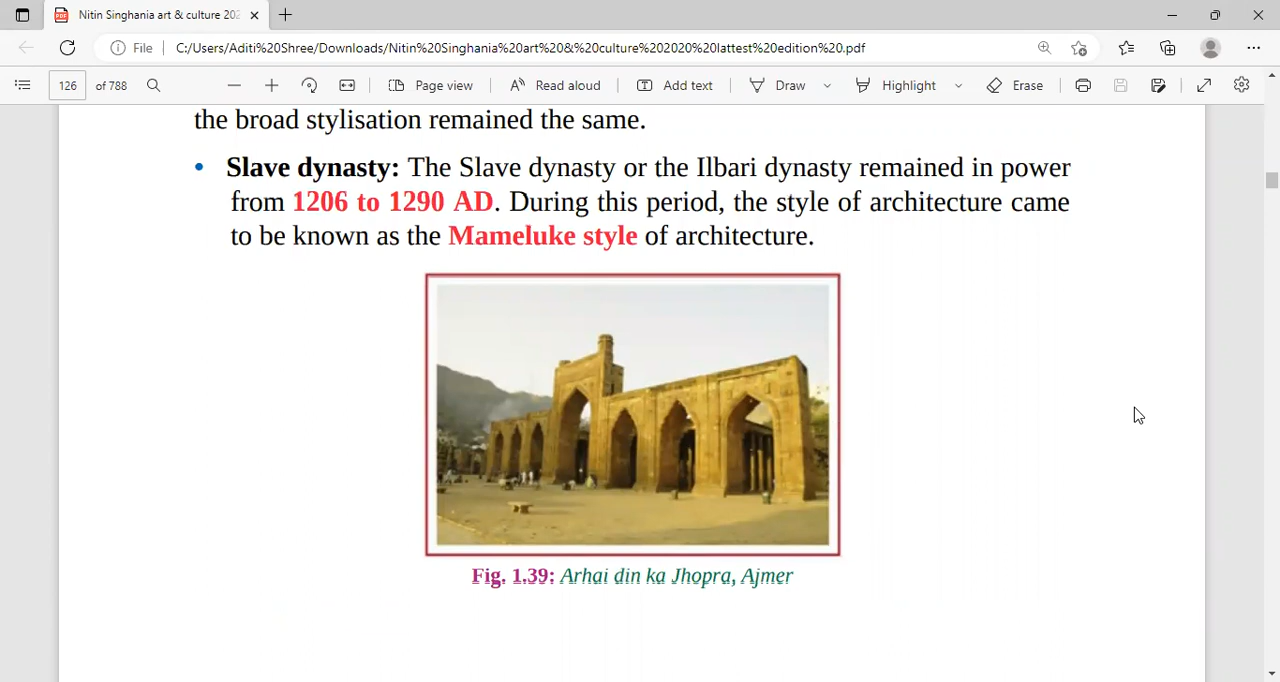 Nitin Singhania art & culture 202
File
C:/Users/Aditi%20Shree/Downloads/Nitin%20Singhania%20art%20&%20culture%202020%20lattest%20edition%20.pdf
126 of 788
Page view
Read aloud
Add text
Draw
Highlight
Erase
the broad stylisation remained the same.
• Slave dynasty: The Slave dynasty or the Ilbari dynasty remained in power
from 1206 to 1290 AD. During this period, the style of architecture came
to be known as the Mameluke style of architecture.
Fig. 1.39: Arhai din ka Jhopra, Ajmer